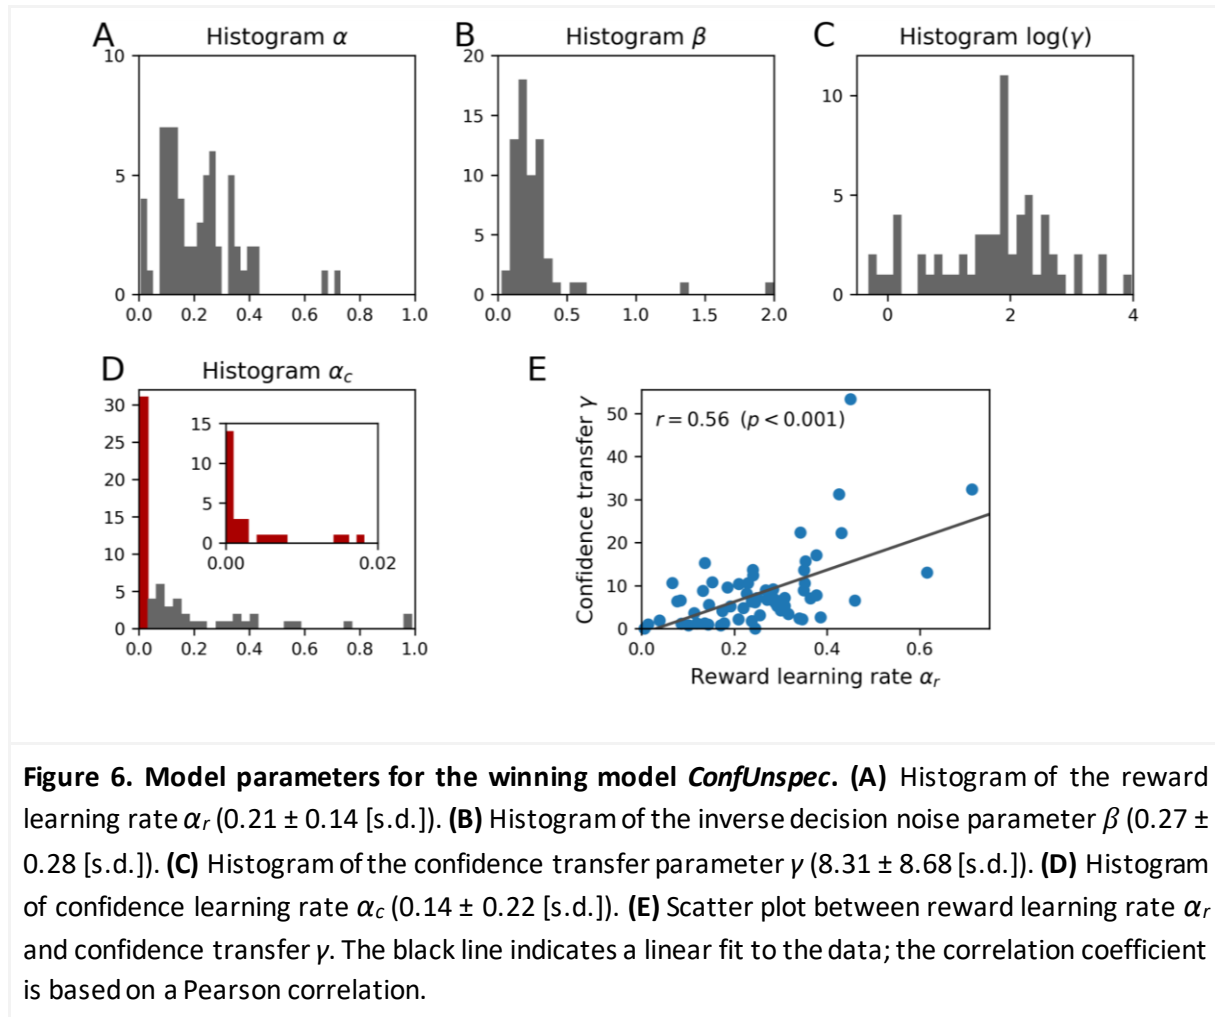 A
Histogram α
10
5
0
0.0 0.2 0.4 0.6 0.8 1.0
B
Histogram β
20
15
10
5
0
0.0 0.5 1.0 1.5 2.0
C
Histogram log(γ)
10
5
0
0 2 4
D
Histogram αc
30
25
20
15
10
5
0
0.0 0.2 0.4 0.6 0.8 1.0
15
10
5
0
0.00 0.02
E
r = 0.56 (p < 0.001)
Confidence transfer γ
50
40
30
20
10
0
0.0 0.2 0.4 0.6
Reward learning rate αr
Figure 6. Model parameters for the winning model ConfUnspec. (A) Histogram of the reward
learning rate αr (0.21 ± 0.14 [s.d.]). (B) Histogram of the inverse decision noise parameter β (0.27 ±
0.28 [s.d.]). (C) Histogram of the confidence transfer parameter γ (8.31 ± 8.68 [s.d.]). (D) Histogram
of confidence learning rate αc (0.14 ± 0.22 [s.d.]). (E) Scatter plot between reward learning rate αr
and confidence transfer γ. The black line indicates a linear fit to the data; the correlation coefficient
is based on a Pearson correlation.